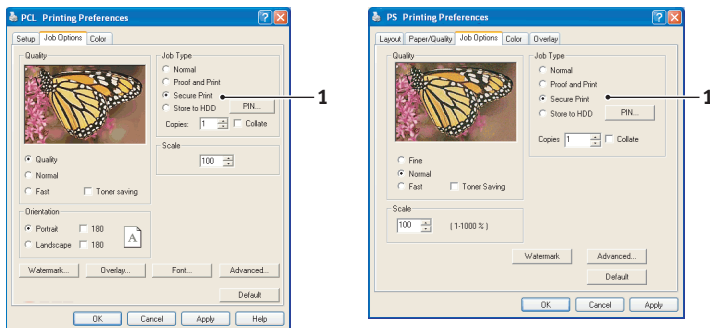 PCL Printing Preferences
Setup Job Options Color
Quality
Quality
Normal
Fast
Toner saving
Orientation
Portrait 180
Landscape 180
A
Job Type
Normal
Proof and Print
Secure Print
Store to HDD PIN...
Copies: 1 Collate
Scale
100
Watermark... Overlay... Font... Advanced...
Default
OK Cancel Apply Help
1
PS Printing Preferences
Layout Paper/Quality Job Options Color Overlay
Quality
Fine
Normal
Fast
Toner Saving
Scale
100 (1-1000 %)
Job Type
Normal
Proof and Print
Secure Print
Store to HDD PIN...
Copies 1 Collate
Watermark Advanced...
Default
OK Cancel Apply
1